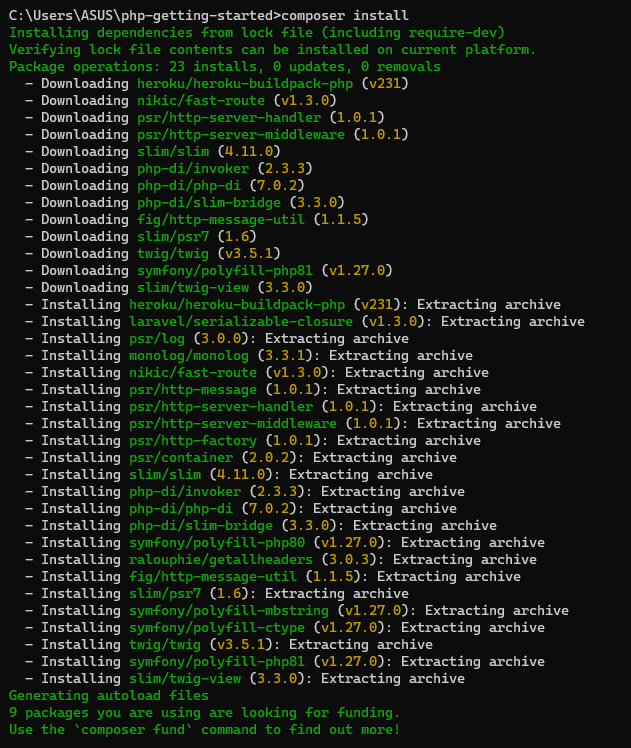 C:\Users\ASUS\php-getting-started>composer install
Installing dependencies from lock file (including require-dev)
Verifying lock file contents can be installed on current platform.
Package operations: 23 installs, 0 updates, 0 removals
  - Downloading heroku/heroku-buildpack-php (v231)
  - Downloading nikic/fast-route (v1.3.0)
  - Downloading psr/http-server-handler (1.0.1)
  - Downloading psr/http-server-middleware (1.0.1)
  - Downloading slim/slim (4.11.0)
  - Downloading php-di/invoker (2.3.3)
  - Downloading php-di/php-di (7.0.2)
  - Downloading php-di/slim-bridge (3.3.0)
  - Downloading fig/http-message-util (1.1.5)
  - Downloading slim/psr7 (1.6)
  - Downloading twig/twig (v3.5.1)
  - Downloading symfony/polyfill-php81 (v1.27.0)
  - Downloading slim/twig-view (3.3.0)
  - Installing heroku/heroku-buildpack-php (v231): Extracting archive
  - Installing laravel/serializable-closure (v1.3.0): Extracting archive
  - Installing psr/log (3.0.0): Extracting archive
  - Installing monolog/monolog (3.3.1): Extracting archive
  - Installing nikic/fast-route (v1.3.0): Extracting archive
  - Installing psr/http-message (1.0.1): Extracting archive
  - Installing psr/http-server-handler (1.0.1): Extracting archive
  - Installing psr/http-server-middleware (1.0.1): Extracting archive
  - Installing psr/http-factory (1.0.1): Extracting archive
  - Installing psr/container (2.0.2): Extracting archive
  - Installing slim/slim (4.11.0): Extracting archive
  - Installing php-di/invoker (2.3.3): Extracting archive
  - Installing php-di/php-di (7.0.2): Extracting archive
  - Installing php-di/slim-bridge (3.3.0): Extracting archive
  - Installing symfony/polyfill-php80 (v1.27.0): Extracting archive
  - Installing ralouphie/getallheaders (3.0.3): Extracting archive
  - Installing fig/http-message-util (1.1.5): Extracting archive
  - Installing slim/psr7 (1.6): Extracting archive
  - Installing symfony/polyfill-mbstring (v1.27.0): Extracting archive
  - Installing symfony/polyfill-ctype (v1.27.0): Extracting archive
  - Installing twig/twig (v3.5.1): Extracting archive
  - Installing symfony/polyfill-php81 (v1.27.0): Extracting archive
  - Installing slim/twig-view (3.3.0): Extracting archive
Generating autoload files
9 packages you are using are looking for funding.
Use the `composer fund` command to find out more!